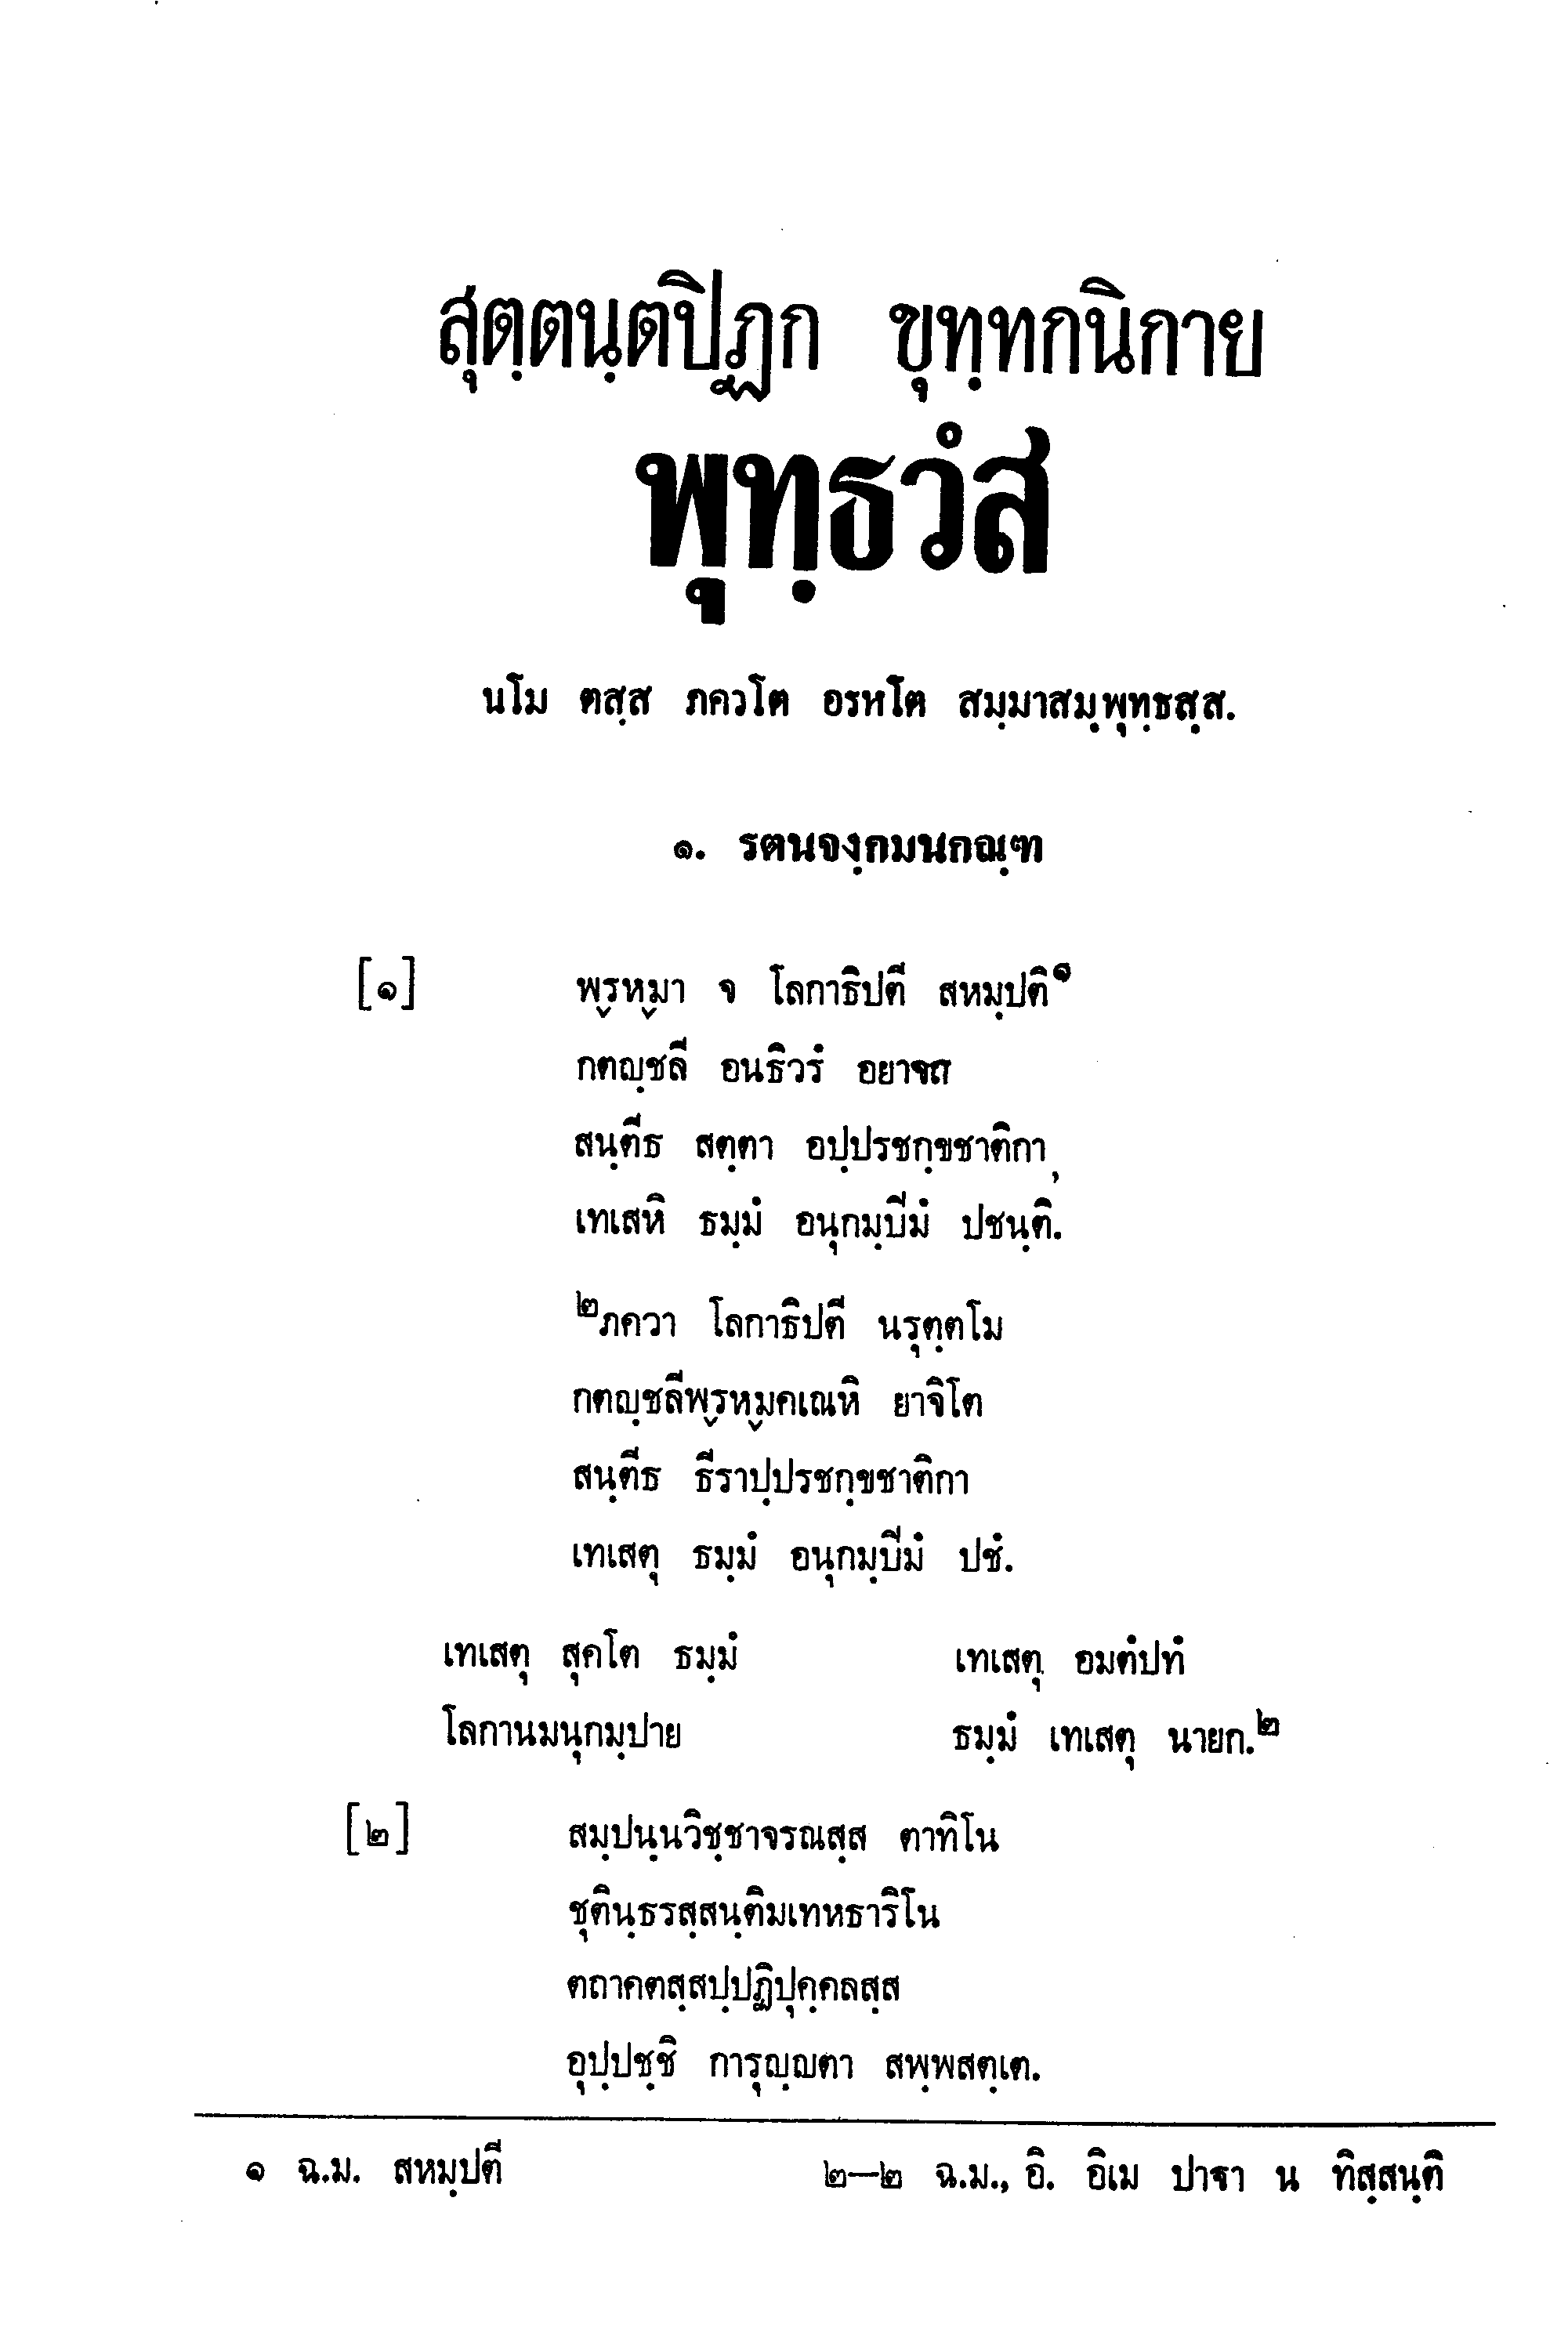 สุตฺตนฺตปิฏก ขุทฺทกนิกาย
พุทฺธวํส
นโม ตสฺส ภควโต อรหโต สมฺมาสมฺพุทฺธสฺส.
๑. รตนจงฺกมนกณฺฑ
[๑] พฺรหฺมา จ โลกาธิปตี สหมฺปติ๑
กตญฺชลี อนธิวรํ อยาจถ
สนฺตีธ สตฺตา อปฺปรชกฺขชาติกา
เทเสหิ ธมฺมํ อนุกมฺปีมํ ปชนฺติ.
๒ภควา โลกาธิปตี นรุตฺตโม
กตญฺชลีพฺรหฺมคเณหิ ยาจิโต
สนฺตีธ ธีราปฺปรชกฺขชาติกา
เทเสตุ ธมฺมํ อนุกมฺปีมํ ปชํ.
เทเสตุ สุคโต ธมฺมํ เทเสตุ อมตํปทํ
โลกานมนุกมฺปาย ธมฺมํ เทเสตุ นายก.๒
[๒] สมฺปนฺนวิชฺชาจรณสฺส ตาทิโน
ชุตินฺธรสฺสนฺติมเทหธาริโน
ตถาคตสฺสปฺปฏิปุคฺคลสฺส
อุปฺปชฺชิ การุญฺญตา สพฺพสตฺเต.
๑ ฉ.ม. สหมฺปตี ๒—๒ ฉ.ม., อิ. อิเม ปาฐา น ทิสฺสนฺติ